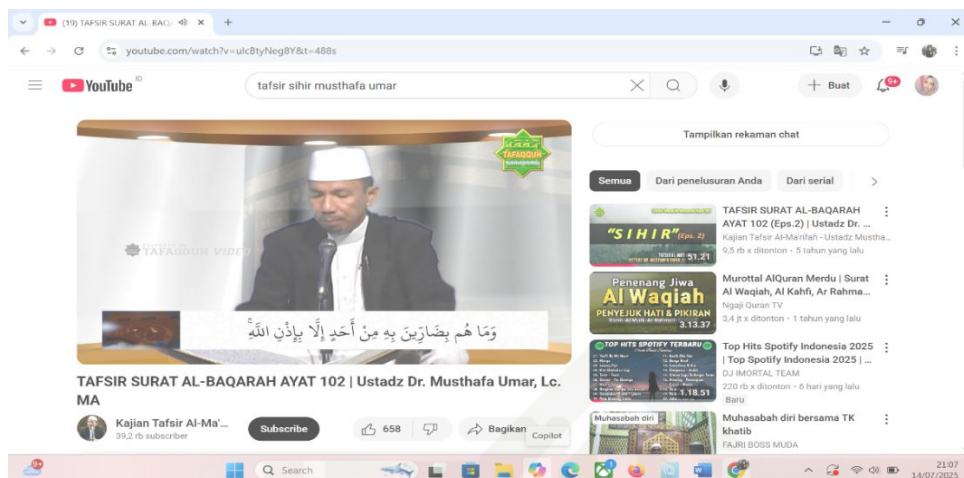 (19) TAFSIR SURAT AL-BAQ
youtube.com/watch?v=ulcBtyNeg8Y&t=488s
YouTube ID
tafsir sihir musthafa umar
Buat
9+
TAFAQQUH
TAFAQQUH VIDEO
وَمَا هُم بِضَارِّينَ بِهِ مِنْ أَحَدٍ إِلَّا بِإِذْنِ اللَّهِ ۚ
TAFSIR SURAT AL-BAQARAH AYAT 102 | Ustadz Dr. Musthafa Umar, Lc.
MA
Kajian Tafsir Al-Ma'...
39,2 rb subscriber
Subscribe
658
Bagikan
Copilot
Tampilkan rekaman chat
Semua
Dari penelusuran Anda
Dari serial
"S I H I R" (Eps. 2)
51.21
TAFSIR SURAT AL-BAQARAH
AYAT 102 (Eps.2) | Ustadz Dr. ...
Kajian Tafsir Al-Ma'rifah - Ustadz Mustha...
9,5 rb x ditonton • 5 tahun yang lalu
Penenang Jiwa
Al Waqiah
PENYEJUK HATI & PIKIRAN
3.13.37
Murottal AlQuran Merdu | Surat
Al Waqiah, Al Kahfi, Ar Rahma...
Ngaji Quran TV
3,4 jt x ditonton • 1 tahun yang lalu
TOP HITS SPOTIFY TERBARU
1.18.51
Top Hits Spotify Indonesia 2025
| Top Spotify Indonesia 2025 | ...
DJ IMORTAL TEAM
220 rb x ditonton • 6 hari yang lalu
Baru
Muhasabah diri
Muhasabah diri bersama TK
khatib
FAJRI BOSS MUDA
9+
Search
21:07
14/07/2025